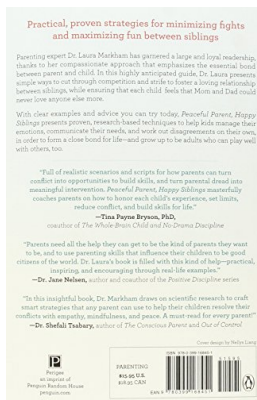 Practical, proven strategies for minimizing fights
and maximizing fun between siblings
Parenting expert Dr. Laura Markham has garnered a large and loyal readership,
thanks to her compassionate approach that emphasizes the essential bond
between parent and child. In this highly anticipated guide, Dr. Laura presents
simple ways to cut through competition and strife to foster a loving relationship
between siblings, while ensuring that each child feels that Mom and Dad could
never love anyone else more.
With clear examples and advice you can try today, Peaceful Parent, Happy
Siblings presents proven, research-based techniques to help kids manage their
emotions, communicate their needs, and work out disagreements on their own,
in order to form a close bond for life—and grow up to be adults who can play well
with others, too.
"Full of realistic scenarios and scripts for how parents can turn
conflict into opportunities to build skills, and turn parental dread into
meaningful intervention, Peaceful Parent, Happy Siblings masterfully
coaches parents on how to honor each child's experience, set limits,
reduce conflict, and build skills for life."
—Tina Payne Bryson, PhD,
coauthor of The Whole-Brain Child and No-Drama Discipline
"Parents need all the help they can get to be the kind of parents they want
to be, and to use parenting skills that influence their children to be good
citizens of the world. Dr. Laura's book is filled with this kind of help—practical,
inspiring, and encouraging through real-life examples."
—Dr. Jane Nelsen, author and coauthor of the Positive Discipline series
"In this insightful book, Dr. Markham draws on scientific research to craft
smart strategies that any parent can use to help their children resolve their
conflicts with empathy, mindfulness, and peace. A must-read for every parent!"
—Dr. Shefali Tsabary, author of The Conscious Parent and Out of Control
Cover design by Nellys Liang
Perigee
an imprint of
Penguin Random House
penguin.com
PARENTING
$15.95 U.S.
$18.95 CAN
9 780399 168451